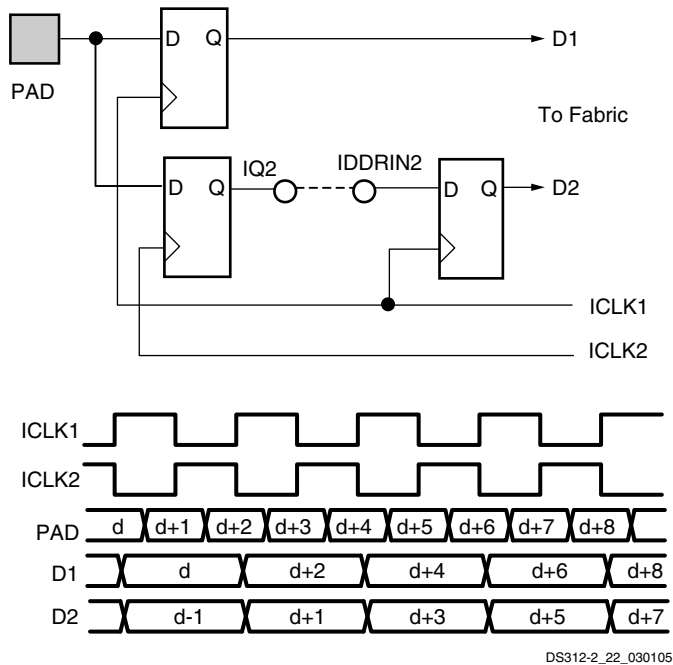 D Q D1
PAD
To Fabric
D Q IQ2 IDDRIN2 D Q D2
ICLK1
ICLK2
ICLK1
ICLK2
PAD d d+1 d+2 d+3 d+4 d+5 d+6 d+7 d+8
D1 d d+2 d+4 d+6 d+8
D2 d-1 d+1 d+3 d+5 d+7
DS312-2_22_030105